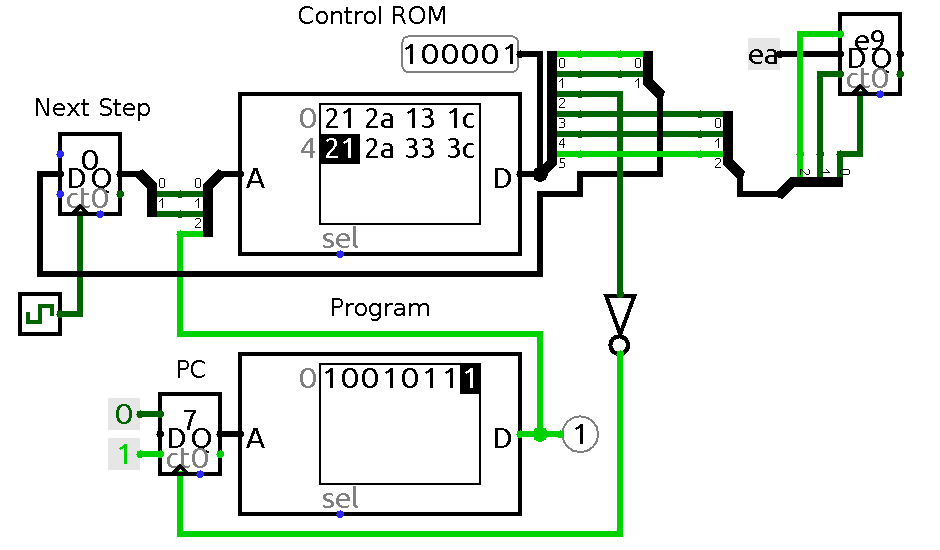 Control ROM
100001
ea
e9
D Q
ct0
0
1
2
3
4
5
0
1
0
1
2
2
1
0
Next Step
0
D Q
ct0
0
1
0
1
2
A
0 21 2a 13 1c
4 21 2a 33 3c
D
sel
Program
PC
0
1
7
D Q
ct0
A
0 10010111
D
1
sel